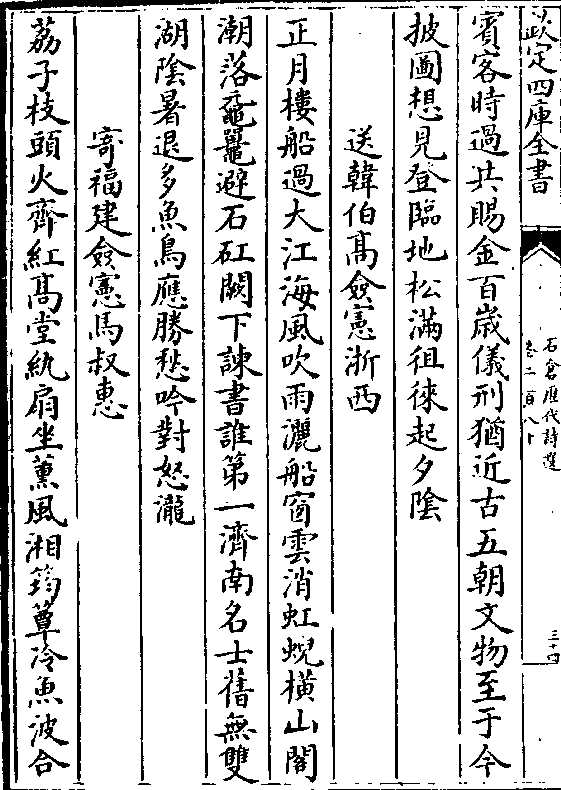 欽定四庫全書
石倉歷代詩選
卷二百八十
三十四
賓客時過共賜金百歲儀刑猶近古五朝文物至于今
披圖想見登臨地松滿徂徠起夕陰
送韓伯高僉憲浙西
正月樓船過大江海風吹雨灑船窗雲消虹蜺橫山閣
潮落黿鼉避石矼闕下諫書誰第一濟南名士舊無雙
湖陰暑退多魚鳥應勝愁吟對怒瀧
寄福建僉憲馬叔惠
荔子枝頭火齊紅髙堂紈扇坐薰風湘筠簟冷魚波合